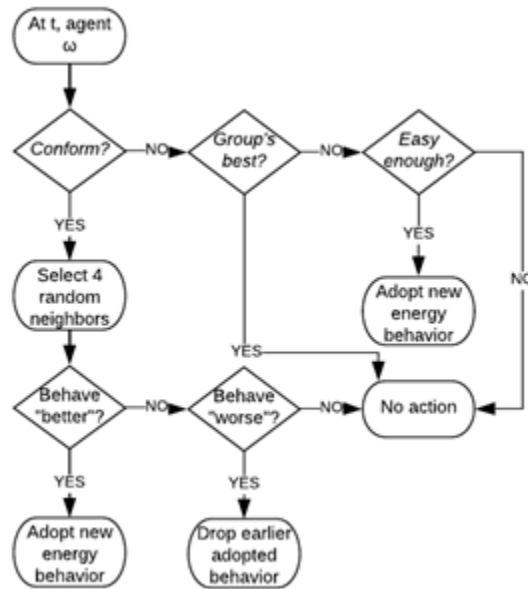 At t, agent
ω
Conform?
NO
Group's
best?
NO
Easy
enough?
YES
YES
NO
Select 4
random
neighbors
Adopt new
energy
behavior
YES
Behave
"better"?
NO
Behave
"worse"?
NO
No action
YES
YES
Adopt new
energy
behavior
Drop earlier
adopted
behavior